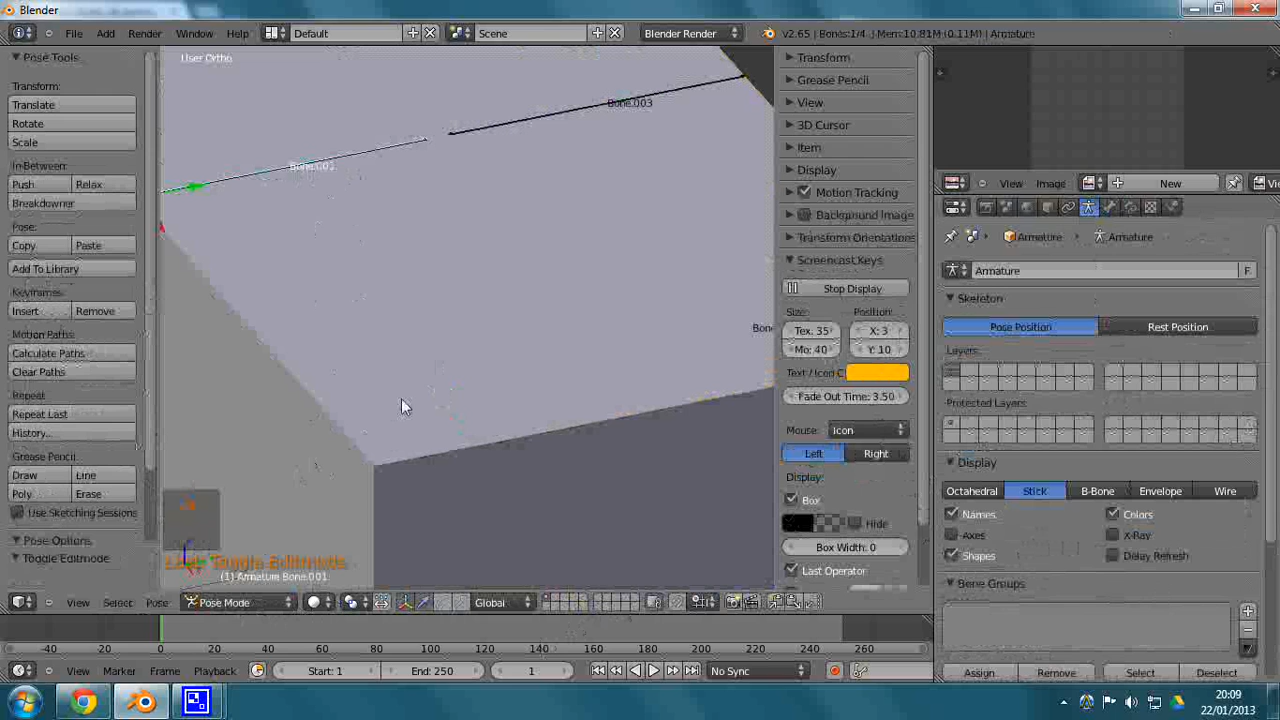 Blender
File Add Render Window Help Default Scene Blender Render v2.65 | Bones:1/4 | Mem:10.81M (0.11M) | Armature
Pose Tools
Transform:
Translate
Rotate
Scale
In-Between:
Push Relax
Breakdowner
Pose:
Copy Paste
Add To Library
Keyframes:
Insert Remove
Motion Paths:
Calculate Paths
Clear Paths
Repeat
Repeat Last
History...
Grease Pencil:
Draw Line
Poly Erase
Use Sketching Sessions
Pose Options
Toggle Editmode
User Ortho
Bone.003
Bone.001
Bone
Toggle Editmode
(1) Armature Bone.001
View Select Pose Pose Mode Global
Transform
Grease Pencil
View
3D Cursor
Item
Display
Motion Tracking
Background Image
Transform Orientations
Screencast Keys
Stop Display
Size: Position:
Tex: 35 X: 3
Mo: 40 Y: 10
Text / Icon C
Fade Out Time: 3.50
Mouse: Icon
Left Right
Display:
Box
Hide
Box Width: 0
Last Operator
View Image New Vi
Armature Armature
Armature F
Skeleton
Pose Position Rest Position
Layers:
Protected Layers:
Display
Octahedral Stick B-Bone Envelope Wire
Names Colors
Axes X-Ray
Shapes Delay Refresh
Bone Groups
Assign Remove Select Deselect
-40 -20 0 20 40 60 80 100 120 140 160 180 200 220 240 260
View Marker Frame Playback Start: 1 End: 250 1 No Sync
20:09
22/01/2013